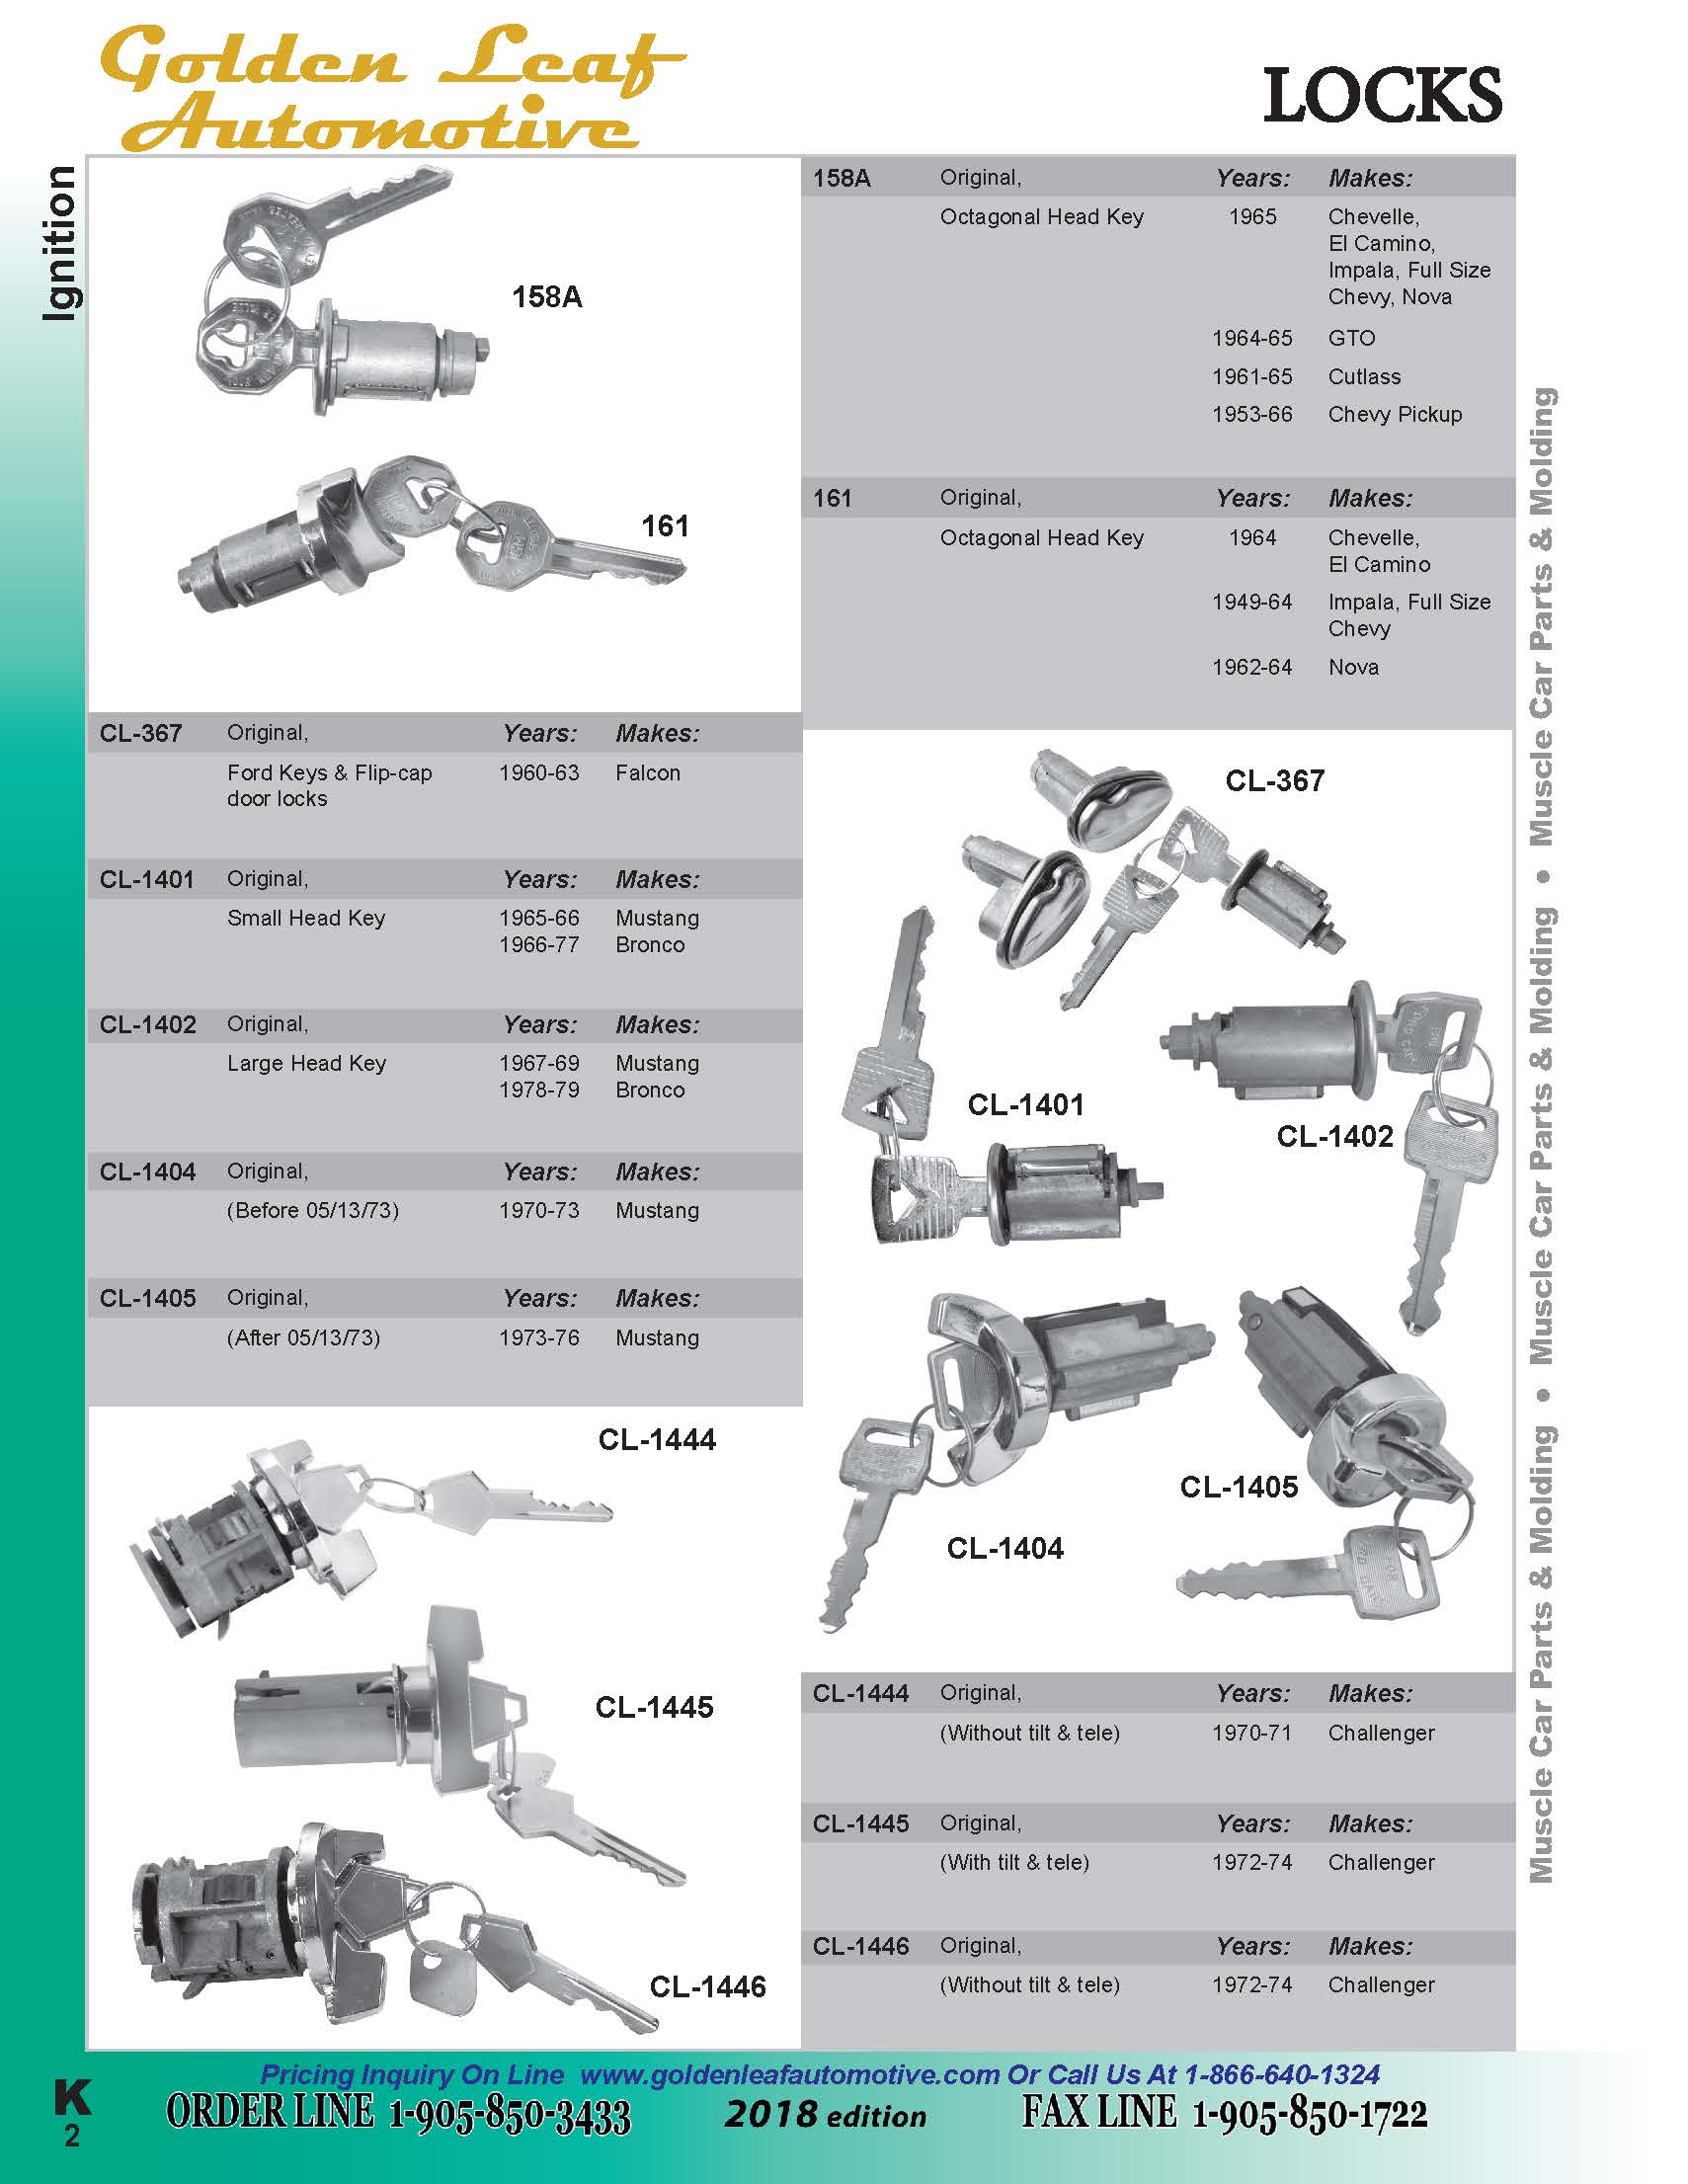 Golden Leaf
Automotive
LOCKS
Ignition
158A
161
158A Original, Years: Makes:
Octagonal Head Key 1965 Chevelle,
El Camino,
Impala, Full Size
Chevy, Nova
1964-65 GTO
1961-65 Cutlass
1953-66 Chevy Pickup
161 Original, Years: Makes:
Octagonal Head Key 1964 Chevelle,
El Camino
1949-64 Impala, Full Size
Chevy
1962-64 Nova
CL-367 Original, Years: Makes:
Ford Keys & Flip-cap 1960-63 Falcon
door locks
CL-1401 Original, Years: Makes:
Small Head Key 1965-66 Mustang
1966-77 Bronco
CL-1402 Original, Years: Makes:
Large Head Key 1967-69 Mustang
1978-79 Bronco
CL-1404 Original, Years: Makes:
(Before 05/13/73) 1970-73 Mustang
CL-1405 Original, Years: Makes:
(After 05/13/73) 1973-76 Mustang
CL-367
CL-1401
CL-1402
CL-1405
CL-1404
CL-1444
CL-1445
CL-1446
CL-1444 Original, Years: Makes:
(Without tilt & tele) 1970-71 Challenger
CL-1445 Original, Years: Makes:
(With tilt & tele) 1972-74 Challenger
CL-1446 Original, Years: Makes:
(Without tilt & tele) 1972-74 Challenger
Muscle Car Parts & Molding • Muscle Car Parts & Molding • Muscle Car Parts & Molding
Pricing Inquiry On Line www.goldenleafautomotive.com Or Call Us At 1-866-640-1324
K
2
ORDER LINE 1-905-850-3433 2018 edition FAX LINE 1-905-850-1722